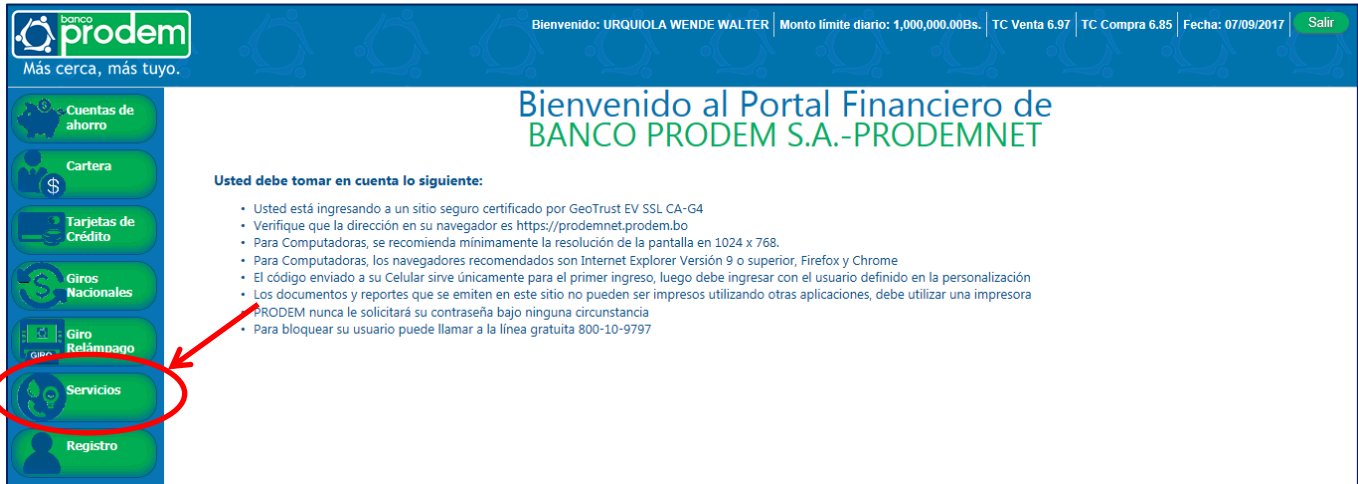 banco
prodem
Más cerca, más tuyo.
Bienvenido: URQUIOLA WENDE WALTER
Monto límite diario: 1,000,000.00Bs.
TC Venta 6.97
TC Compra 6.85
Fecha: 07/09/2017
Salir
Cuentas de
ahorro
Cartera
Tarjetas de
Crédito
Giros
Nacionales
Giro
Relámpago
GIRO
Servicios
Registro
Bienvenido al Portal Financiero de
BANCO PRODEM S.A.-PRODEMNET
Usted debe tomar en cuenta lo siguiente:
• Usted está ingresando a un sitio seguro certificado por GeoTrust EV SSL CA-G4
• Verifique que la dirección en su navegador es https://prodemnet.prodem.bo
• Para Computadoras, se recomienda mínimamente la resolución de la pantalla en 1024 x 768.
• Para Computadoras, los navegadores recomendados son Internet Explorer Versión 9 o superior, Firefox y Chrome
• El código enviado a su Celular sirve únicamente para el primer ingreso, luego debe ingresar con el usuario definido en la personalización
• Los documentos y reportes que se emiten en este sitio no pueden ser impresos utilizando otras aplicaciones, debe utilizar una impresora
• PRODEM nunca le solicitará su contraseña bajo ninguna circunstancia
• Para bloquear su usuario puede llamar a la línea gratuita 800-10-9797